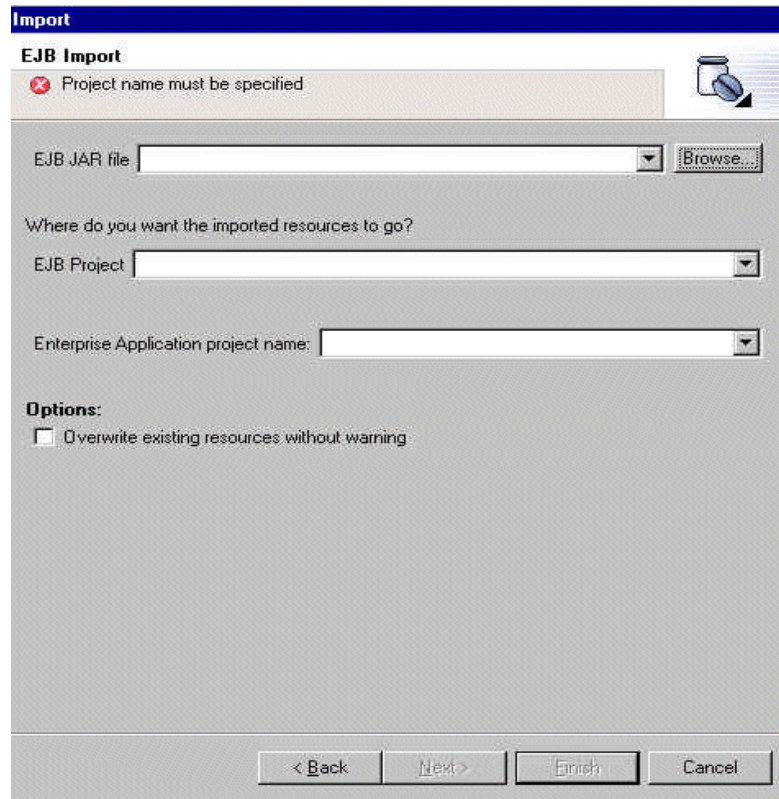 Import
EJB Import
Project name must be specified
EJB JAR file
Browse...
Where do you want the imported resources to go?
EJB Project
Enterprise Application project name:
Options:
Overwrite existing resources without warning
< Back Next > Finish Cancel